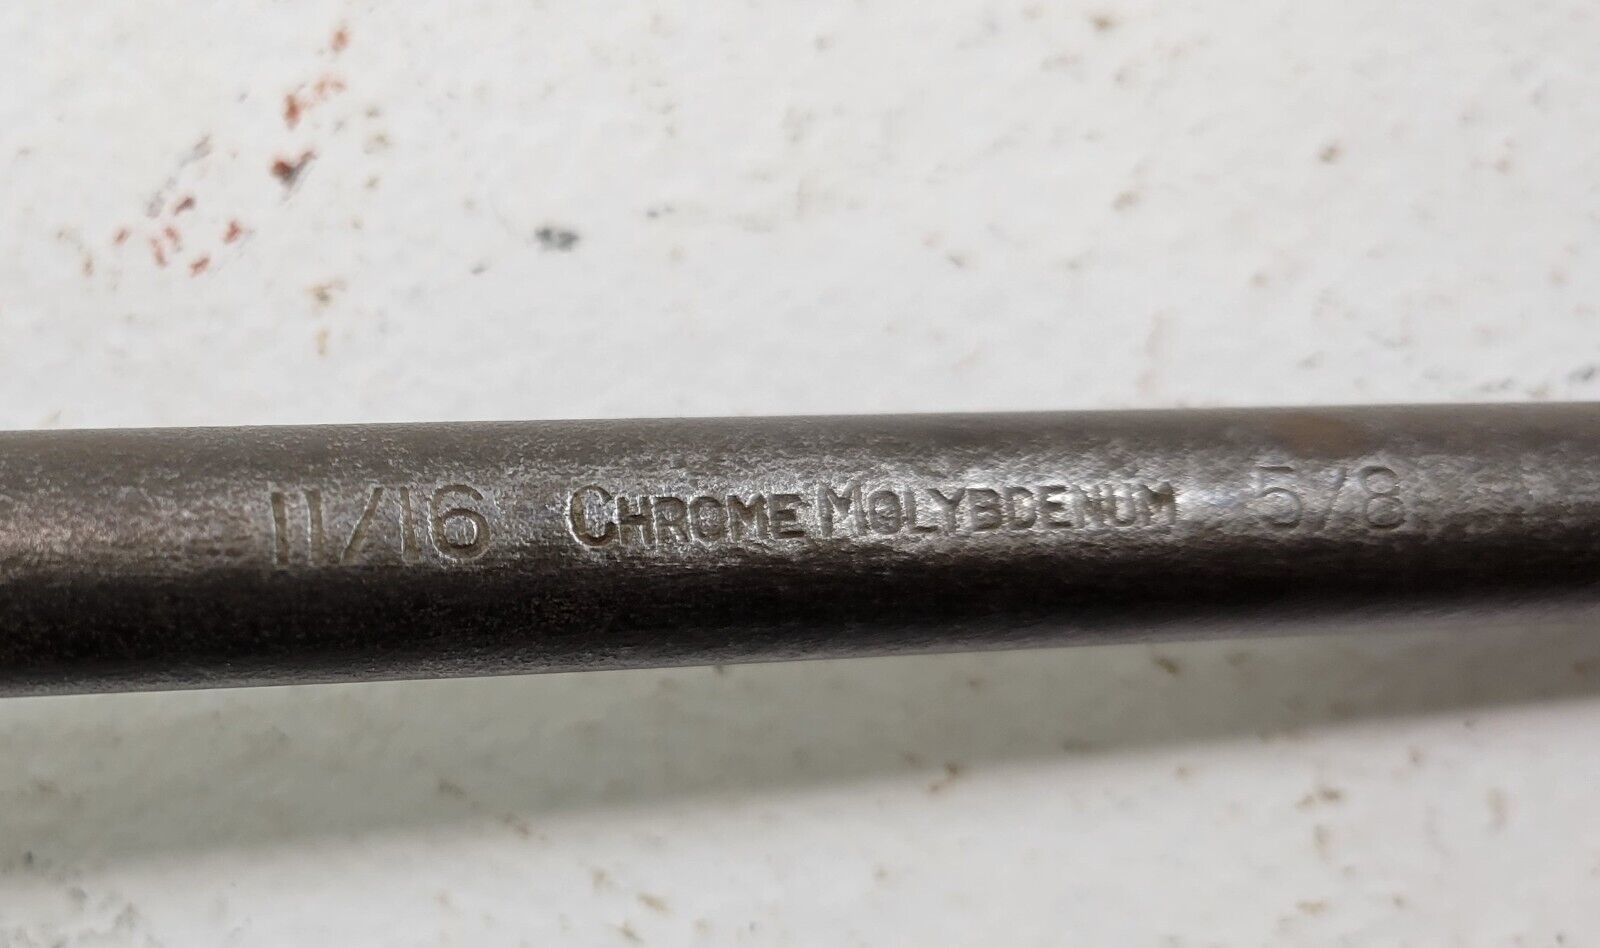 11/16 CHROME MOLYBDENUM 5/8